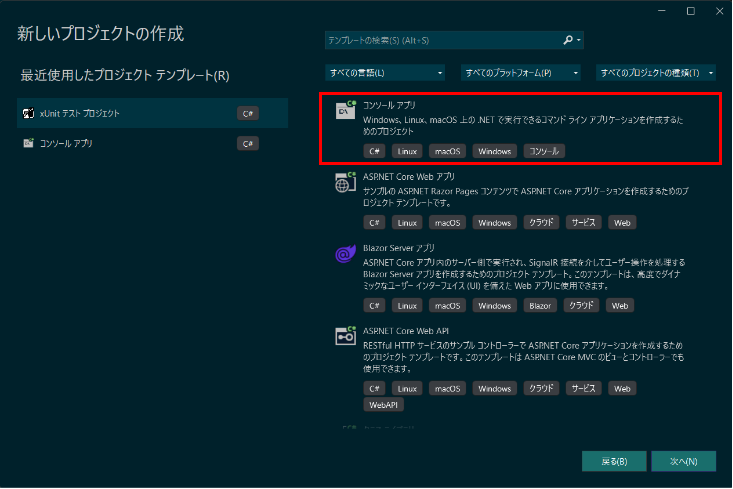 新しいプロジェクトの作成
最近使用したプロジェクト テンプレート(R)
xUnit テスト プロジェクト
C#
コンソール アプリ
C#
テンプレートの検索(S) (Alt+S)
すべての言語(L)
すべてのプラットフォーム(P)
すべてのプロジェクトの種類(T)
コンソール アプリ
Windows、Linux、macOS 上の .NET で実行できるコマンド ライン アプリケーションを作成するた
めのプロジェクト
C# Linux macOS Windows コンソール
ASP.NET Core Web アプリ
サンプルの ASP.NET Razor Pages コンテンツで ASP.NET Core アプリケーションを作成するためのプ
ロジェクト テンプレートです。
C# Linux macOS Windows クラウド サービス Web
Blazor Server アプリ
ASP.NET Core アプリ内のサーバー側で実行され、SignalR 接続を介してユーザー操作を処理する
Blazor Server アプリを作成するためのプロジェクト テンプレート。このテンプレートは、高度でダイナ
ミックなユーザー インターフェイス (UI) を備えた Web アプリに使用できます。
C# Linux macOS Windows Blazor クラウド Web
ASP.NET Core Web API
RESTful HTTP サービスのサンプル コントローラーで ASP.NET Core アプリケーションを作成するため
のプロジェクト テンプレートです。このテンプレートは ASP.NET Core MVC のビューとコントローラーでも
使用できます。
C# Linux macOS Windows クラウド サービス Web
WebAPI
戻る(B)
次へ(N)